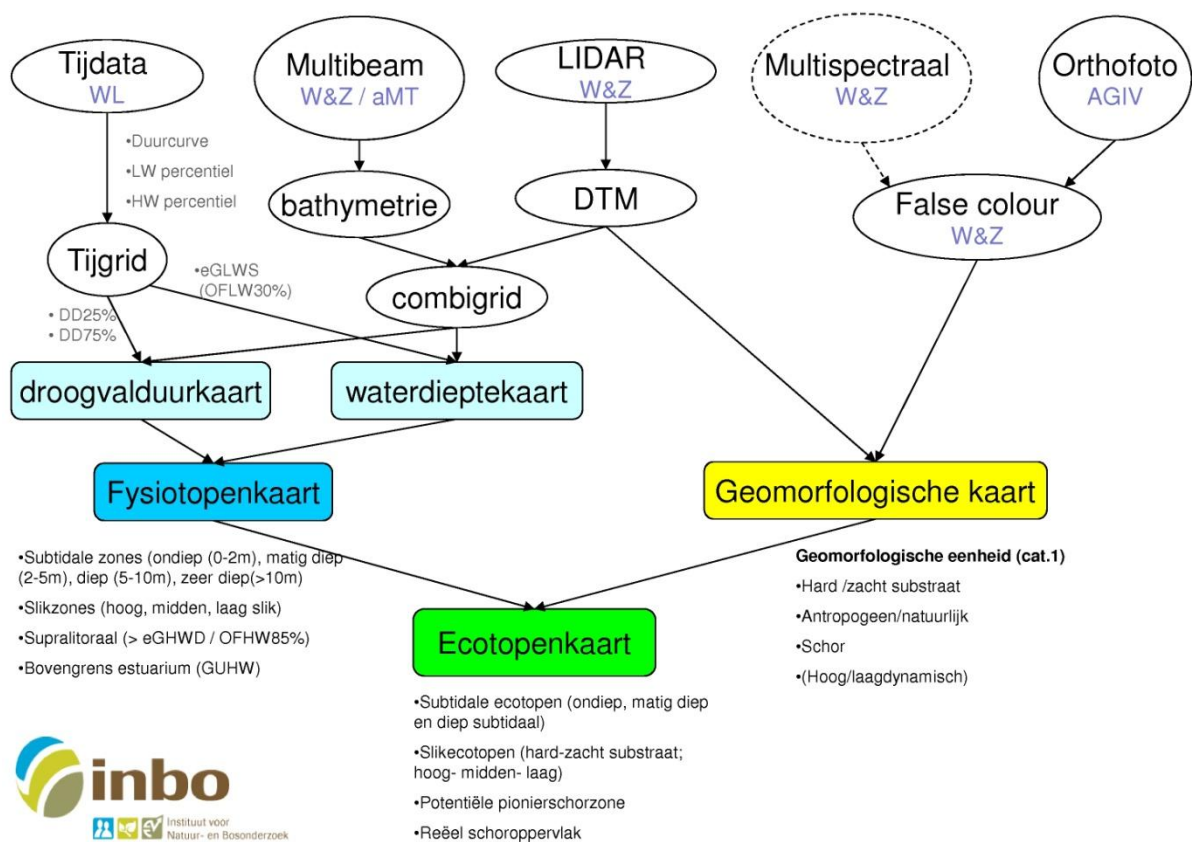 Tijdata
WL
Multibeam
W&Z / aMT
LIDAR
W&Z
Multispectraal
W&Z
Orthofoto
AGIV
•Duurcurve
•LW percentiel
•HW percentiel
bathymetrie
DTM
False colour
W&Z
Tijgrid
•eGLWS
(OFLW30%)
combigrid
• DD25%
• DD75%
droogvalduurkaart
waterdieptekaart
Fysiotopenkaart
Geomorfologische kaart
•Subtidale zones (ondiep (0-2m), matig diep
(2-5m), diep (5-10m), zeer diep(>10m)
•Slikzones (hoog, midden, laag slik)
•Supralitoraal (> eGHWD / OFHW85%)
•Bovengrens estuarium (GUHW)
Geomorfologische eenheid (cat.1)
•Hard /zacht substraat
•Antropogeen/natuurlijk
•Schor
•(Hoog/laagdynamisch)
Ecotopenkaart
•Subtidale ecotopen (ondiep, matig diep
en diep subtidaal)
•Slikecotopen (hard-zacht substraat;
hoog- midden- laag)
•Potentiële pionierschorzone
•Reëel schoroppervlak
inbo
Instituut voor
Natuur- en Bosonderzoek